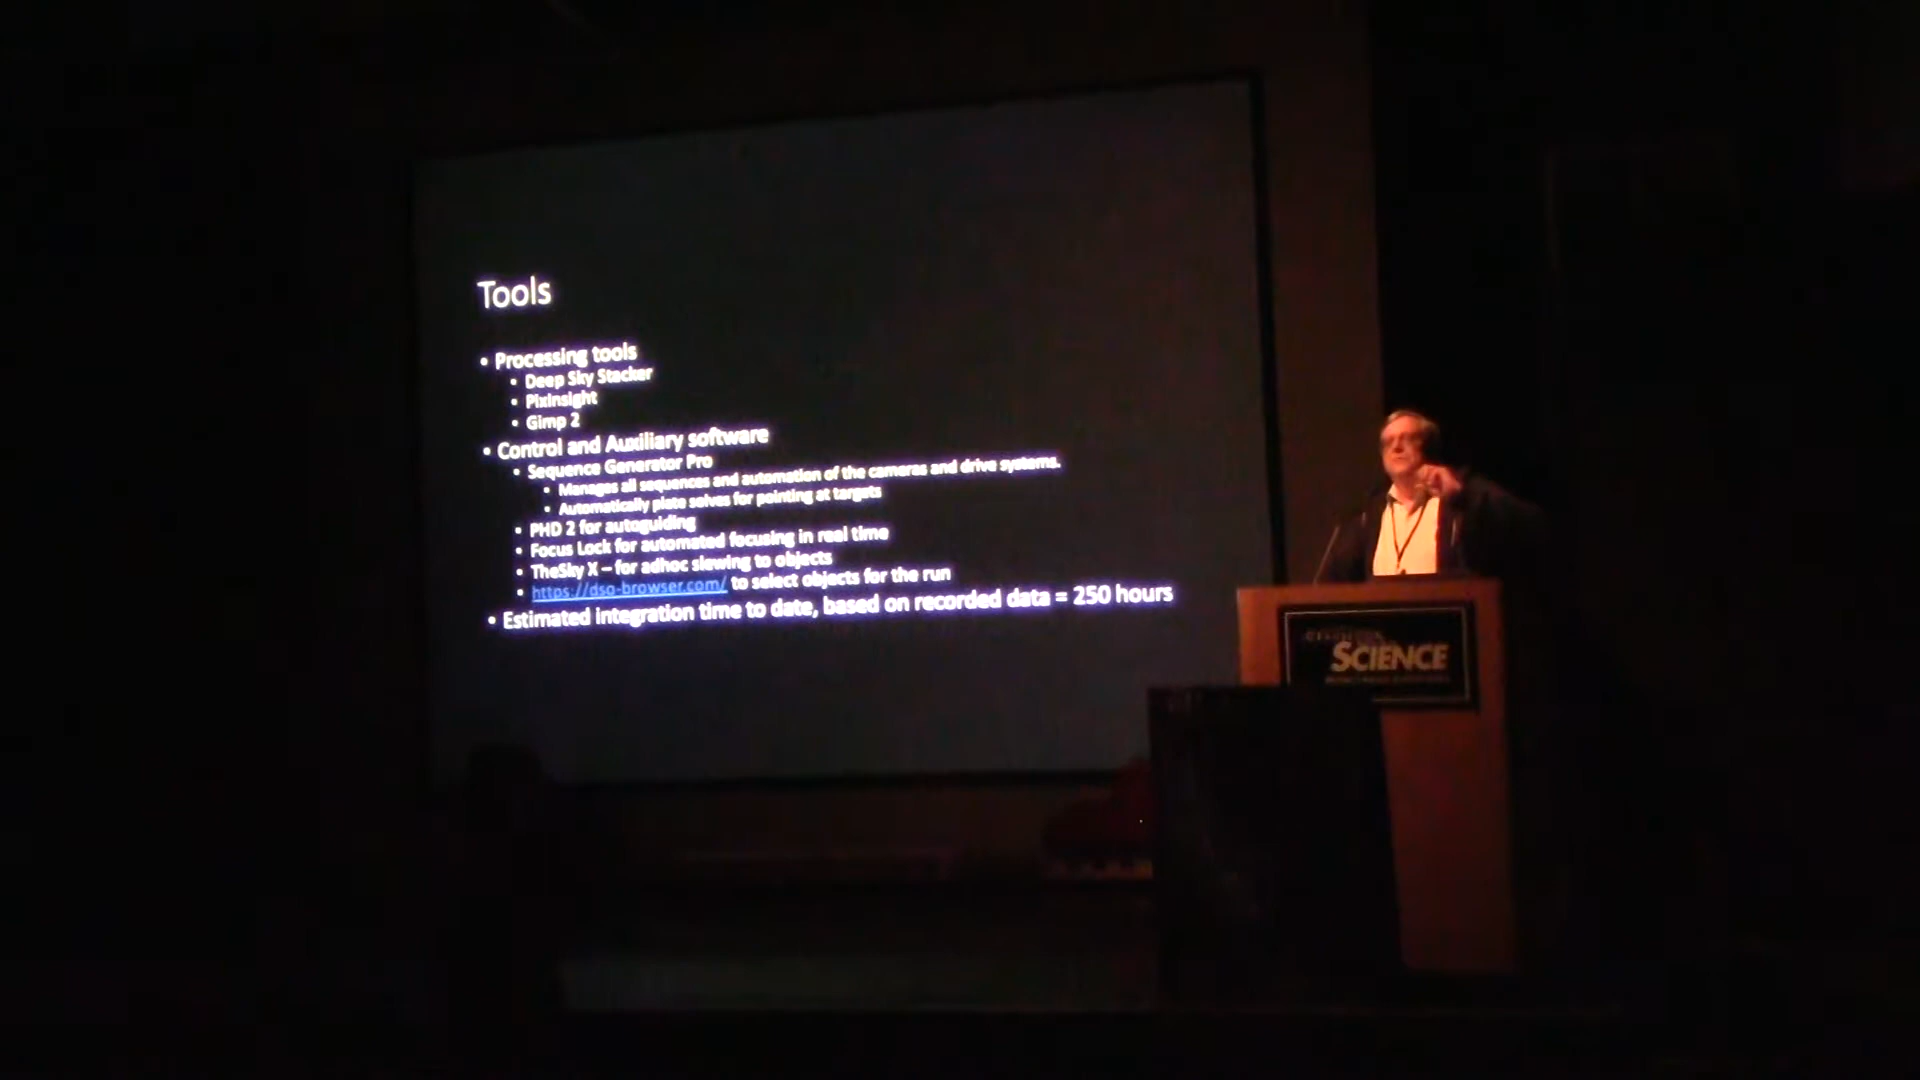 Tools
• Processing tools
• Deep Sky Stacker
• PixInsight
• Gimp 2
• Control and Auxiliary software
• Sequence Generator Pro
• Manages all sequences and automation of the cameras and drive systems.
• Automatically plate solves for pointing at targets
• PHD 2 for autoguiding
• Focus Lock for automated focusing in real time
• TheSky X – for adhoc slewing to objects
• https://dso-browser.com/ to select objects for the run
• Estimated integration time to date, based on recorded data = 250 hours
SCIENCE